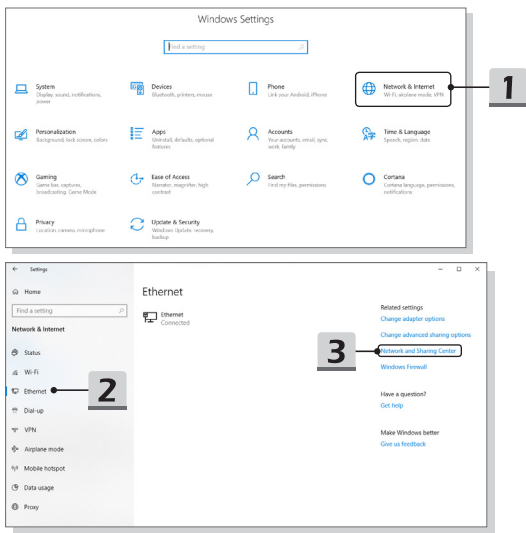 Windows Settings
Find a setting
System
Display, sound, notifications,
power
Devices
Bluetooth, printers, mouse
Phone
Link your Android, iPhone
Network & Internet
Wi-Fi, airplane mode, VPN
1
Personalization
Background, lock screen, colors
Apps
Uninstall, defaults, optional
features
Accounts
Your accounts, email, sync,
work, family
Time & Language
Speech, region, date
Gaming
Game bar, captures,
broadcasting, Game Mode
Ease of Access
Narrator, magnifier, high
contrast
Search
Find my files, permissions
Cortana
Cortana language, permissions,
notifications
Privacy
Location, camera, microphone
Update & Security
Windows Update, recovery,
backup
Settings
Home
Find a setting
Network & Internet
Status
Wi-Fi
Ethernet
2
Dial-up
VPN
Airplane mode
Mobile hotspot
Data usage
Proxy
Ethernet
Ethernet
Connected
Related settings
Change adapter options
Change advanced sharing options
3
Network and Sharing Center
Windows Firewall
Have a question?
Get help
Make Windows better
Give us feedback